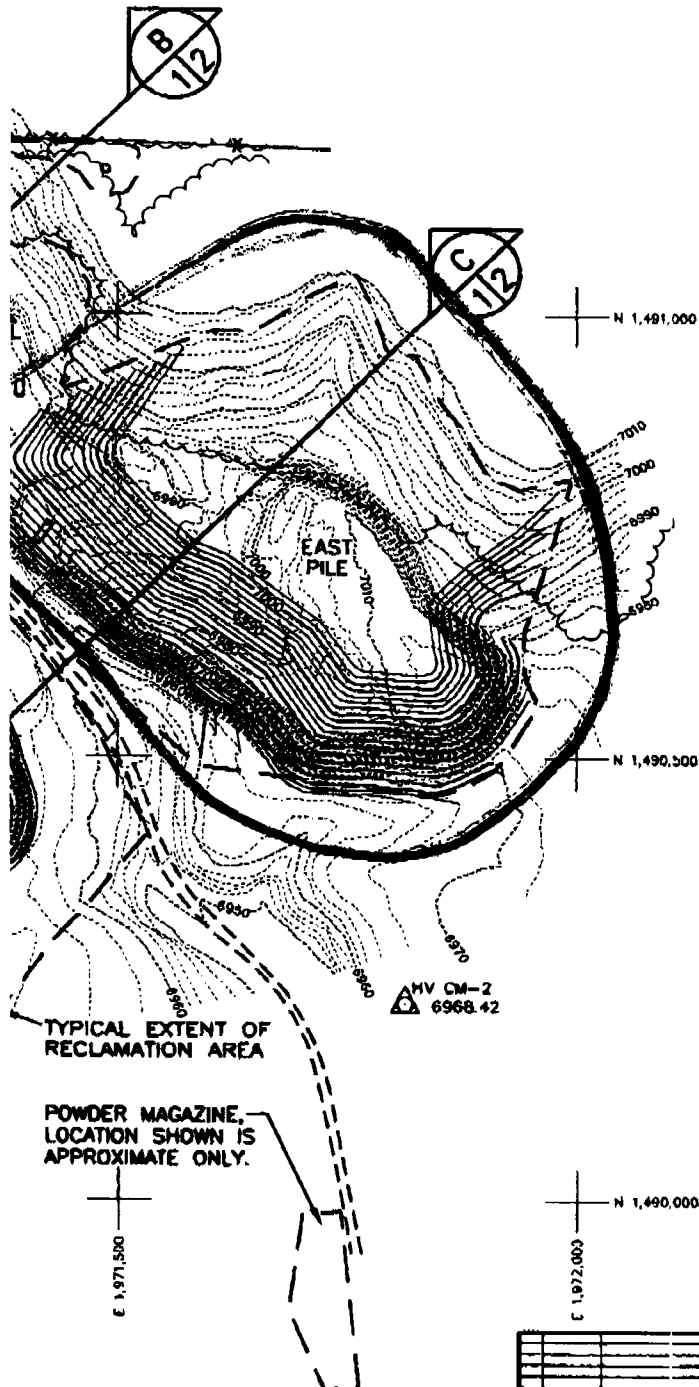 B
1/2
C
1/2
N 1,491,000
7010
7000
6990
6980
6980
EAST
PILE
7000
7010
N 1,490,500
6950
6970
6960
6960
HV CM-2
6968.42
TYPICAL EXTENT OF
RECLAMATION AREA
POWDER MAGAZINE,
LOCATION SHOWN IS
APPROXIMATE ONLY.
N 1,490,000
E 1,971,500
E 1,972,000